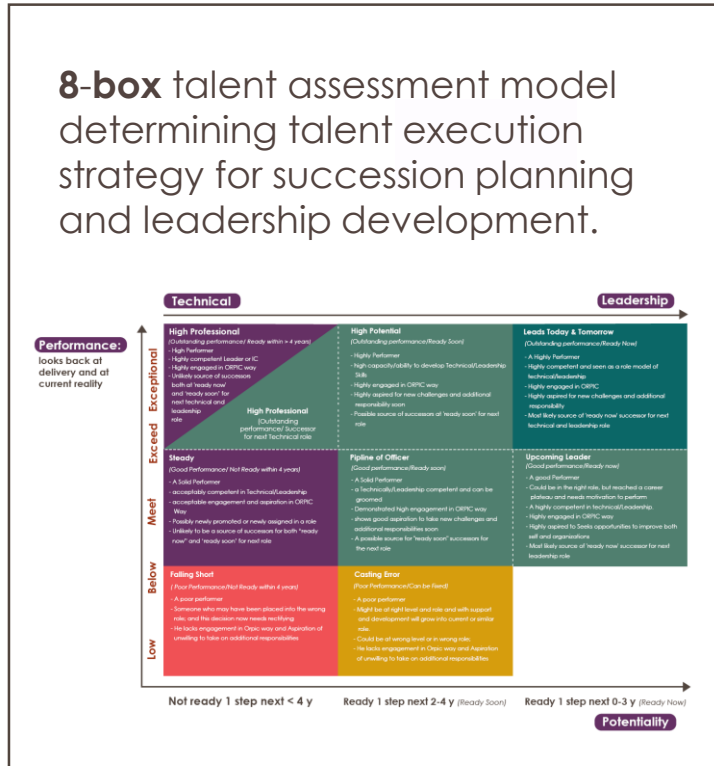 8-box talent assessment model
determining talent execution
strategy for succession planning
and leadership development.
Technical
Leadership
Performance:
looks back at
delivery and at
current reality
Exceptional
Exceed
Meet
Below
Low
High Professional
(Outstanding performance/ Ready within > 4 years)
- High Performer
- Highly competent Leader or IC
- Highly engaged in ORPIC way
- Unlikely source of successors
both at 'ready now'
and 'ready soon' for
next technical and
leadership
role
High Professional
(Outstanding
performance/ Successor
for next Technical role
High Potential
(Outstanding performance/Ready Soon)
- Highly Performer
- high capacity/ability to develop Technical/Leadership
Skills
- Highly engaged in ORPIC way
- Highly aspired for new challenges and additional
responsibility soon
- Possible source of successors at 'ready soon' for next
role
Leads Today & Tomorrow
(Outstanding performance/Ready Now)
- A Highly Performer
- Highly competent and seen as a role model of
technical/leadership
- Highly engaged in ORPIC
- Highly aspired for new challenges and additional
responsibility
- Most likely source of 'ready now' successor for next
technical and leadership role
Steady
(Good Performance/ Not Ready within 4 years)
- A Solid Performer
- acceptably competent in Technical/Leadership
- acceptable engagement and aspiration in ORPIC
Way
- Possibly newly promoted or newly assigned in a role
- Unlikely to be a source of successors for both "ready
now" and 'ready soon' for next role
Pipline of Officer
(Good performance/Ready soon)
- A Solid Performer
- a Technically/Leadership competent and can be
groomed
- Demonstrated high engagement in ORPIC way
- shows good aspiration to take new challenges and
additional responsibilities soon
- A possible source for "ready soon" successors for
the next role
Upcoming Leader
(Good performance/Ready now)
- A good Performer
- Could be in the right role, but reached a career
plateau and needs motivation to perform
- A highly competent in technical/Leadership.
- Highly engaged in ORPIC way
- Highly aspired to Seeks opportunities to improve both
self and organizations
- Most likely source of 'ready now' successor for next
leadership role
Falling Short
( Poor Performance/Not Ready within 4 years)
- A poor performer
- Someone who may have been placed into the wrong
role; and this decision now needs rectifying
- He lacks engagement in Orpic way and Aspiration of
unwilling to take on additional responsibilities
Casting Error
(Poor Performance/Can be fixed)
- A poor performer
- Might be at right level and role and with support
and development will grow into current or similar
role.
- Could be at wrong level or in wrong role;
- He lacks engagement in Orpic way and Aspiration
of unwilling to take on additional responsibilities
Not ready 1 step next < 4 y
Ready 1 step next 2-4 y (Ready Soon)
Ready 1 step next 0-3 y (Ready Now)
Potentiality